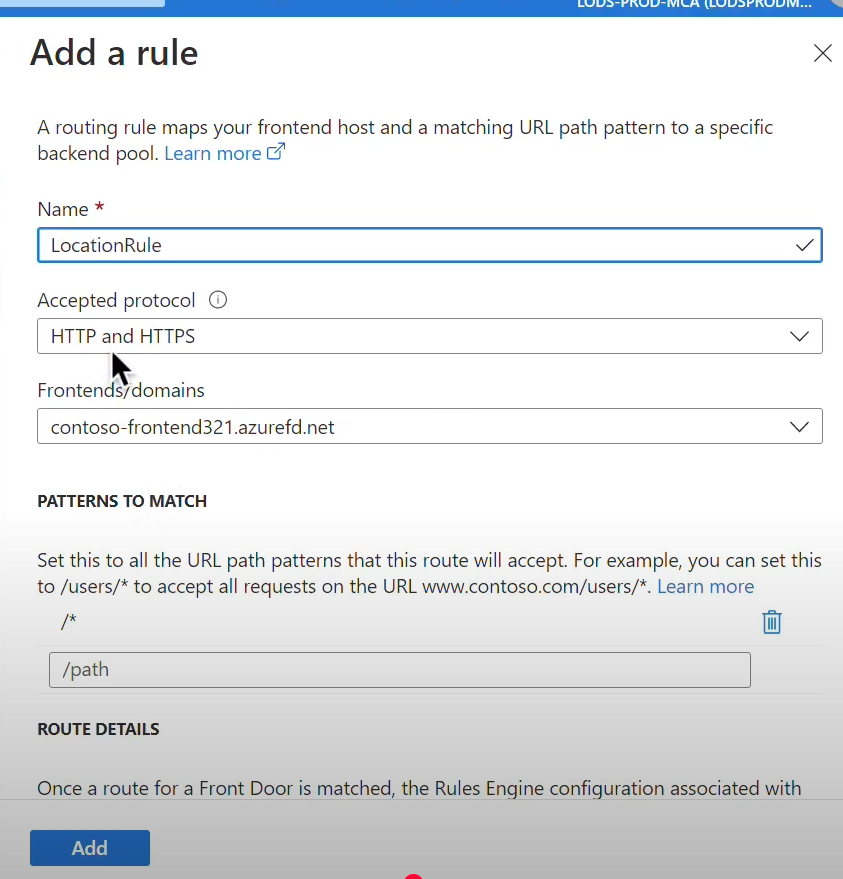 LODS-PROD-MCA (LODSPRODM...
Add a rule
A routing rule maps your frontend host and a matching URL path pattern to a specific
backend pool. Learn more
Name *
LocationRule
Accepted protocol
HTTP and HTTPS
Frontends/domains
contoso-frontend321.azurefd.net
PATTERNS TO MATCH
Set this to all the URL path patterns that this route will accept. For example, you can set this
to /users/* to accept all requests on the URL www.contoso.com/users/*. Learn more
/*
/path
ROUTE DETAILS
Once a route for a Front Door is matched, the Rules Engine configuration associated with
Add